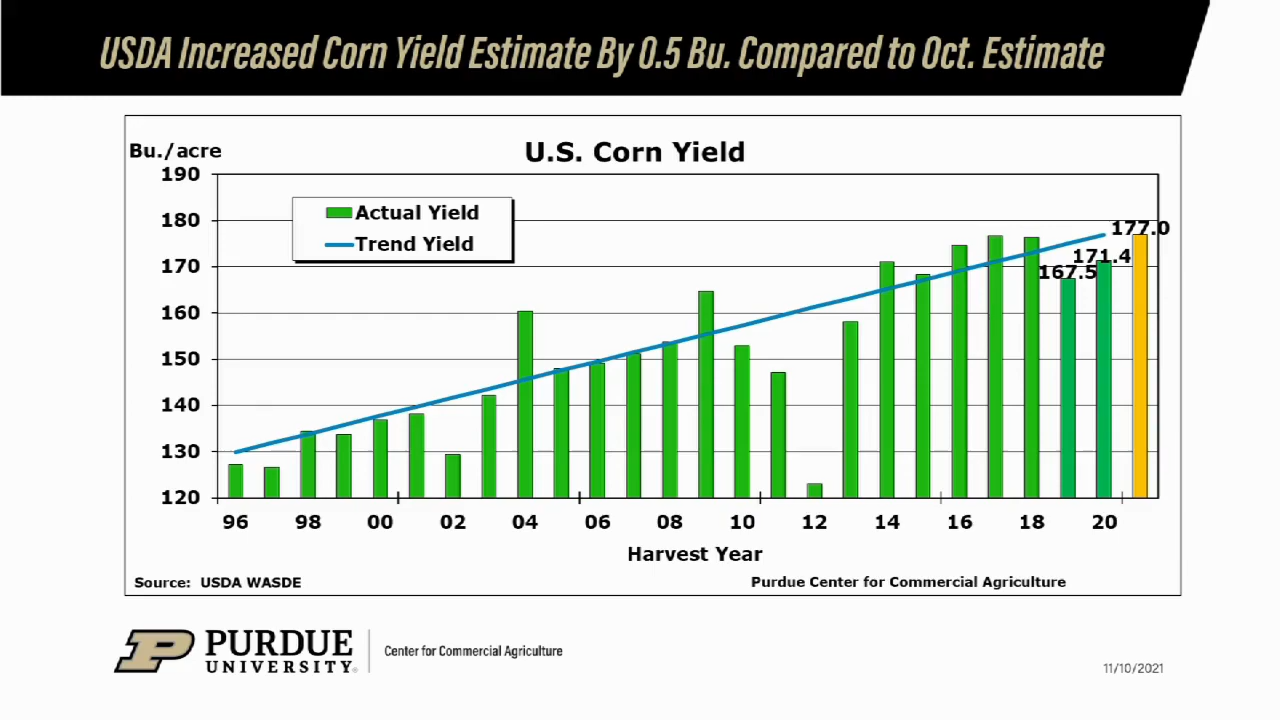 USDA Increased Corn Yield Estimate By 0.5 Bu. Compared to Oct. Estimate
Bu./acre
U.S. Corn Yield
190
180
170
160
150
140
130
120
Actual Yield
Trend Yield
177.0
171.4
167.5
96 98 00 02 04 06 08 10 12 14 16 18 20
Harvest Year
Source: USDA WASDE
Purdue Center for Commercial Agriculture
P PURDUE
UNIVERSITY®
Center for Commercial Agriculture
11/10/2021